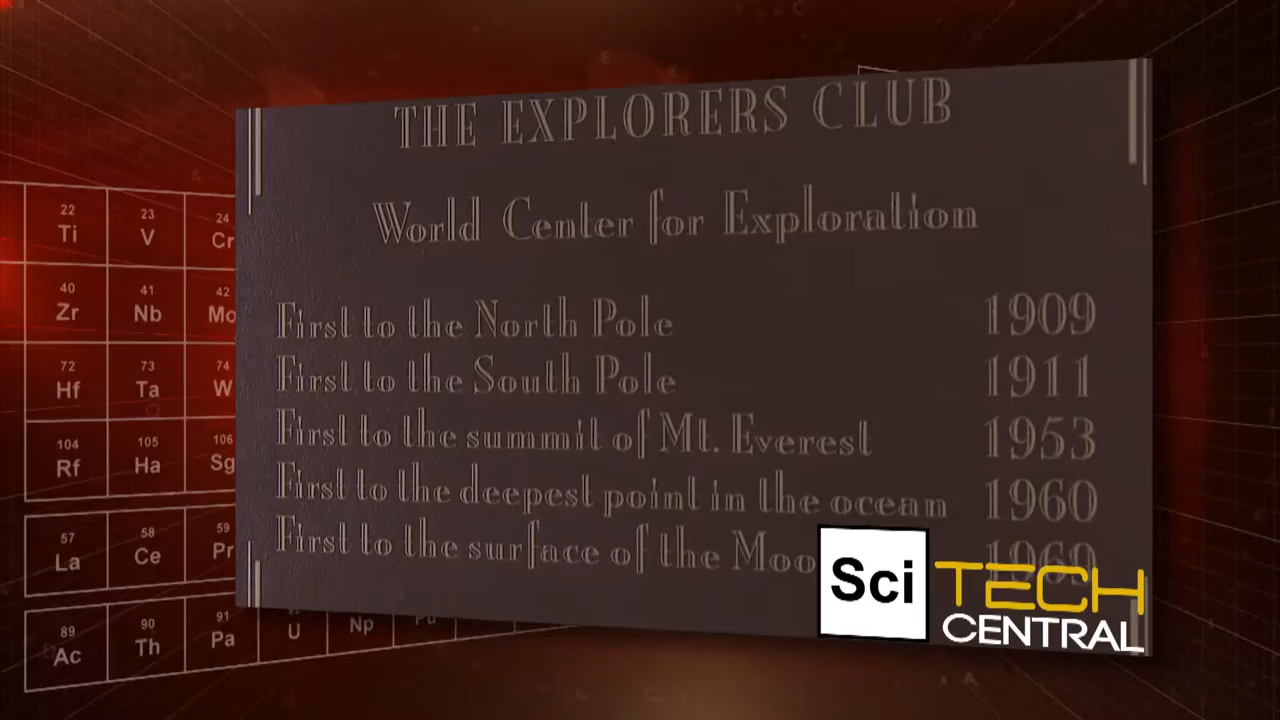 THE EXPLORERS CLUB
World Center for Exploration
First to the North Pole 1909
First to the South Pole 1911
First to the summit of Mt. Everest 1953
First to the deepest point in the ocean 1960
First to the surface of the Moo 1969
Sci TECH
CENTRAL
22 23 24
Ti V Cr
40 41 42
Zr Nb Mo
72 73 74
Hf Ta W
104 105 106
Rf Ha Sg
57 58 59
La Ce Pr
89 90 91
Ac Th Pa U Np